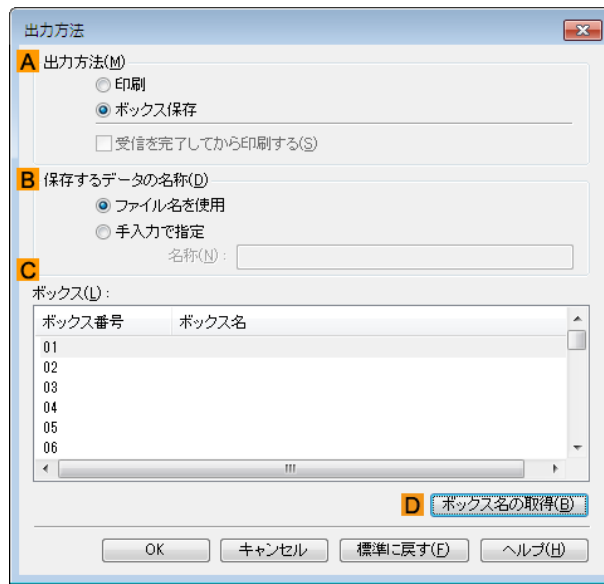 出力方法
A 出力方法(M)
印刷
ボックス保存
受信を完了してから印刷する(S)
B 保存するデータの名称(D)
ファイル名を使用
手入力で指定
名称(N):
C
ボックス(L):
ボックス番号 ボックス名
01
02
03
04
05
06
D ボックス名の取得(B)
OK キャンセル 標準に戻す(F) ヘルプ(H)